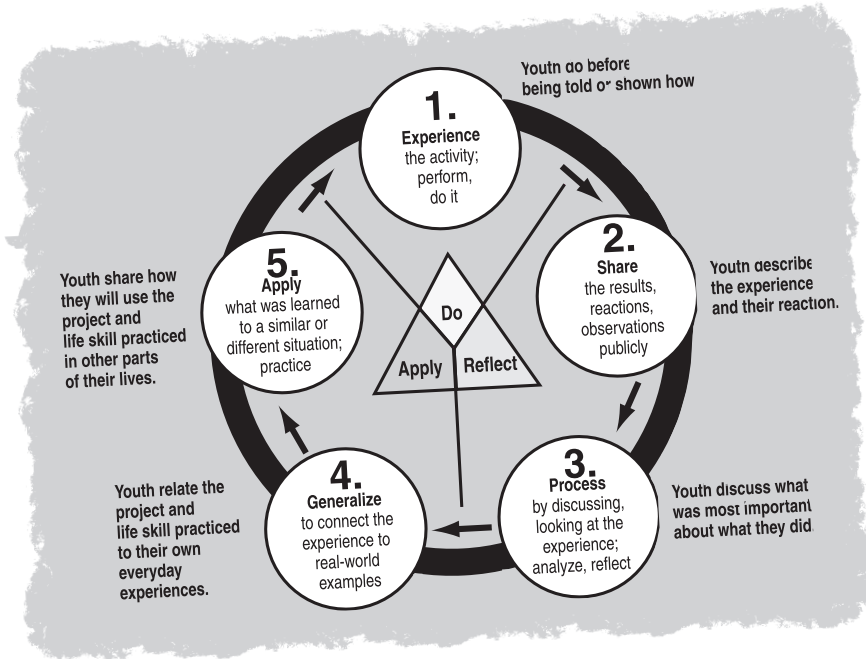 1.
Experience
the activity;
perform,
do it
Youth do before
being told or shown how
2.
Share
the results,
reactions,
observations
publicly
Youth describe
the experience
and their reaction.
3.
Process
by discussing,
looking at the
experience;
analyze, reflect
Youth discuss what
was most important
about what they did.
4.
Generalize
to connect the
experience to
real-world
examples
Youth relate the
project and
life skill practiced
to their own
everyday
experiences.
5.
Apply
what was learned
to a similar or
different situation;
practice
Youth share how
they will use the
project and
life skill practiced
in other parts
of their lives.
Do
Apply
Reflect